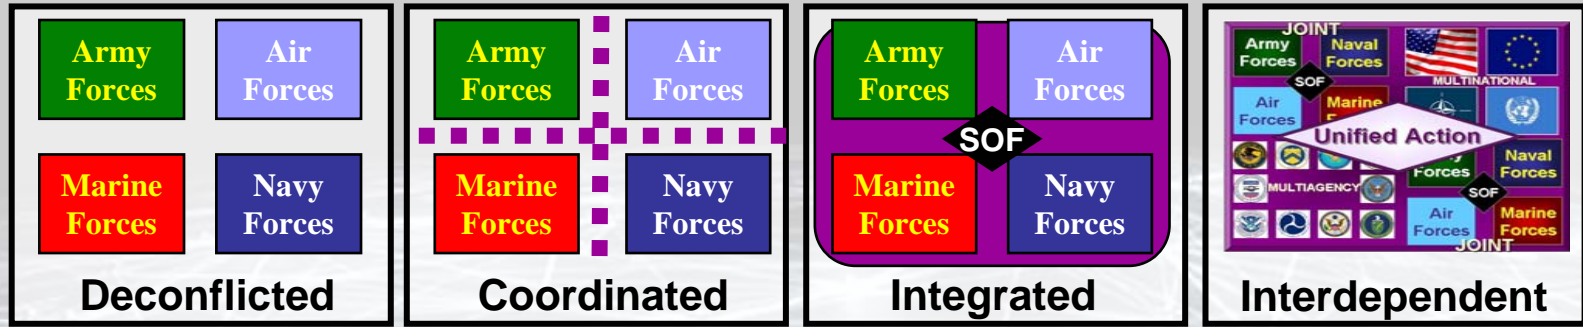 Army
Forces
Air
Forces
Marine
Forces
Navy
Forces
Deconflicted
Army
Forces
Air
Forces
Marine
Forces
Navy
Forces
Coordinated
Army
Forces
Air
Forces
SOF
Marine
Forces
Navy
Forces
Integrated
JOINT
Army
Forces
Naval
Forces
SOF
MULTINATIONAL
Air
Forces
Marine
Unified Action
Forces
Naval
Forces
MULTIAGENCY
SOF
Air
Forces
Marine
Forces
JOINT
Interdependent